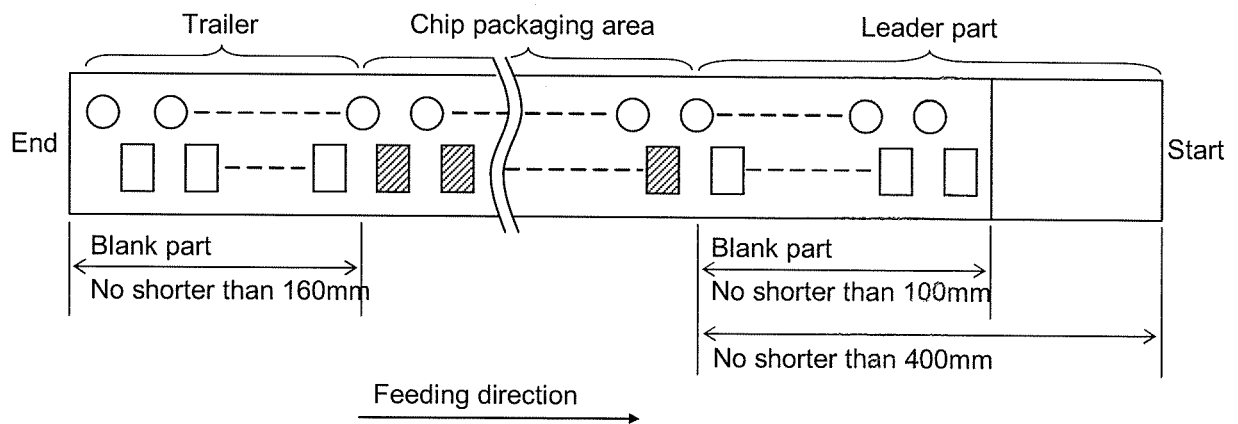 Trailer
Chip packaging area
Leader part
End
Start
Blank part
No shorter than 160mm
Blank part
No shorter than 100mm
No shorter than 400mm
Feeding direction